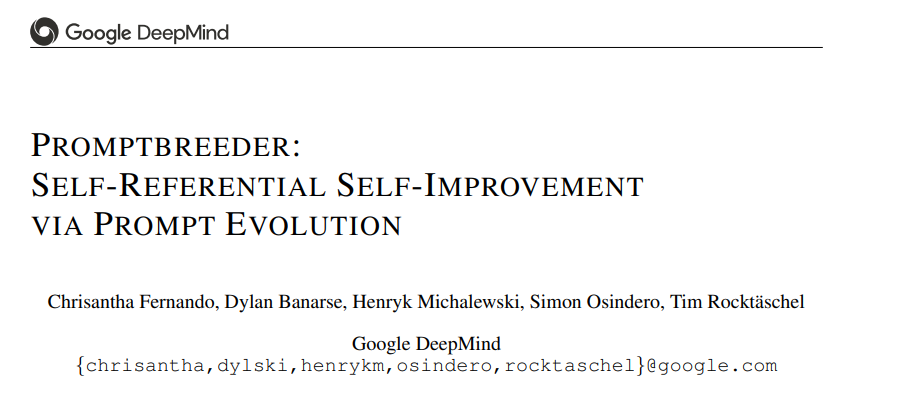 Google DeepMind
PROMPTBREEDER:
SELF-REFERENTIAL SELF-IMPROVEMENT
VIA PROMPT EVOLUTION
Chrisantha Fernando, Dylan Banarse, Henryk Michalewski, Simon Osindero, Tim Rocktäschel
Google DeepMind
{chrisantha,dylski,henrykm,osindero,rocktaschel}@google.com